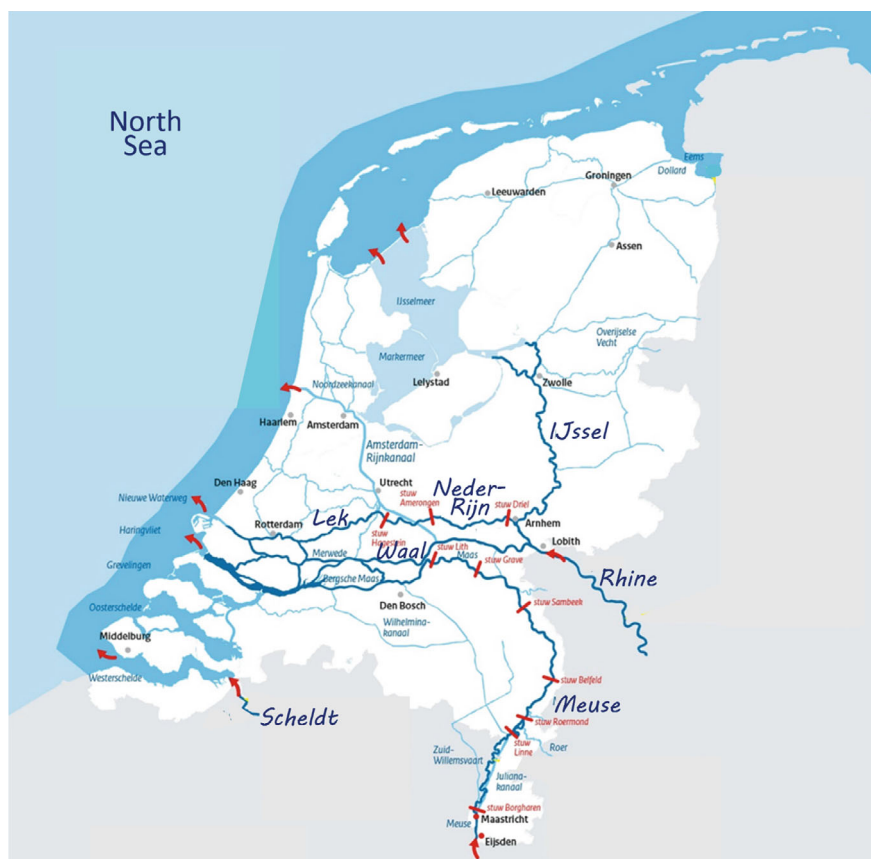 North
Sea
Eems
Dollard
Groningen
Leeuwarden
Assen
IJsselmeer
Overijselse
Vecht
Markermeer
Lelystad
Zwolle
Noordzeekanaal
Haarlem
Amsterdam
IJssel
Amsterdam-
Rijnkanaal
Den Haag
Utrecht
stuw
Amerongen
Neder-
Rijn
stuw Driel
Nieuwe Waterweg
Lek
Rotterdam
stuw
Hagestein
Arnhem
Lobith
Haringvliet
Merwede
Waal
stuw Lith
Maas
stuw Grave
Grevelingen
Bergsche Maas
Rhine
Den Bosch
stuw Sambeek
Oosterschelde
Wilhelmina-
kanaal
Middelburg
Westerschelde
stuw Belfeld
Scheldt
Meuse
stuw Roermond
stuw
Linne
Roer
Zuid-
Willemsvaart
Juliana-
kanaal
stuw Borgharen
Maastricht
Meuse
Eijsden